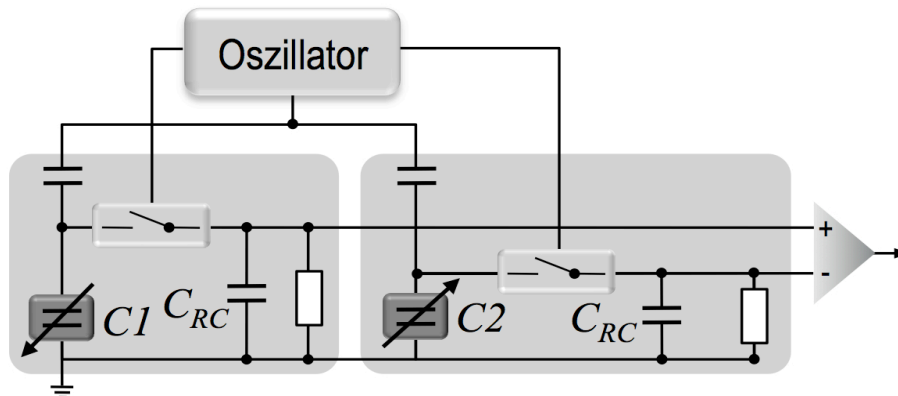 Oszillator
+
-
C1
C_RC
C2
C_RC